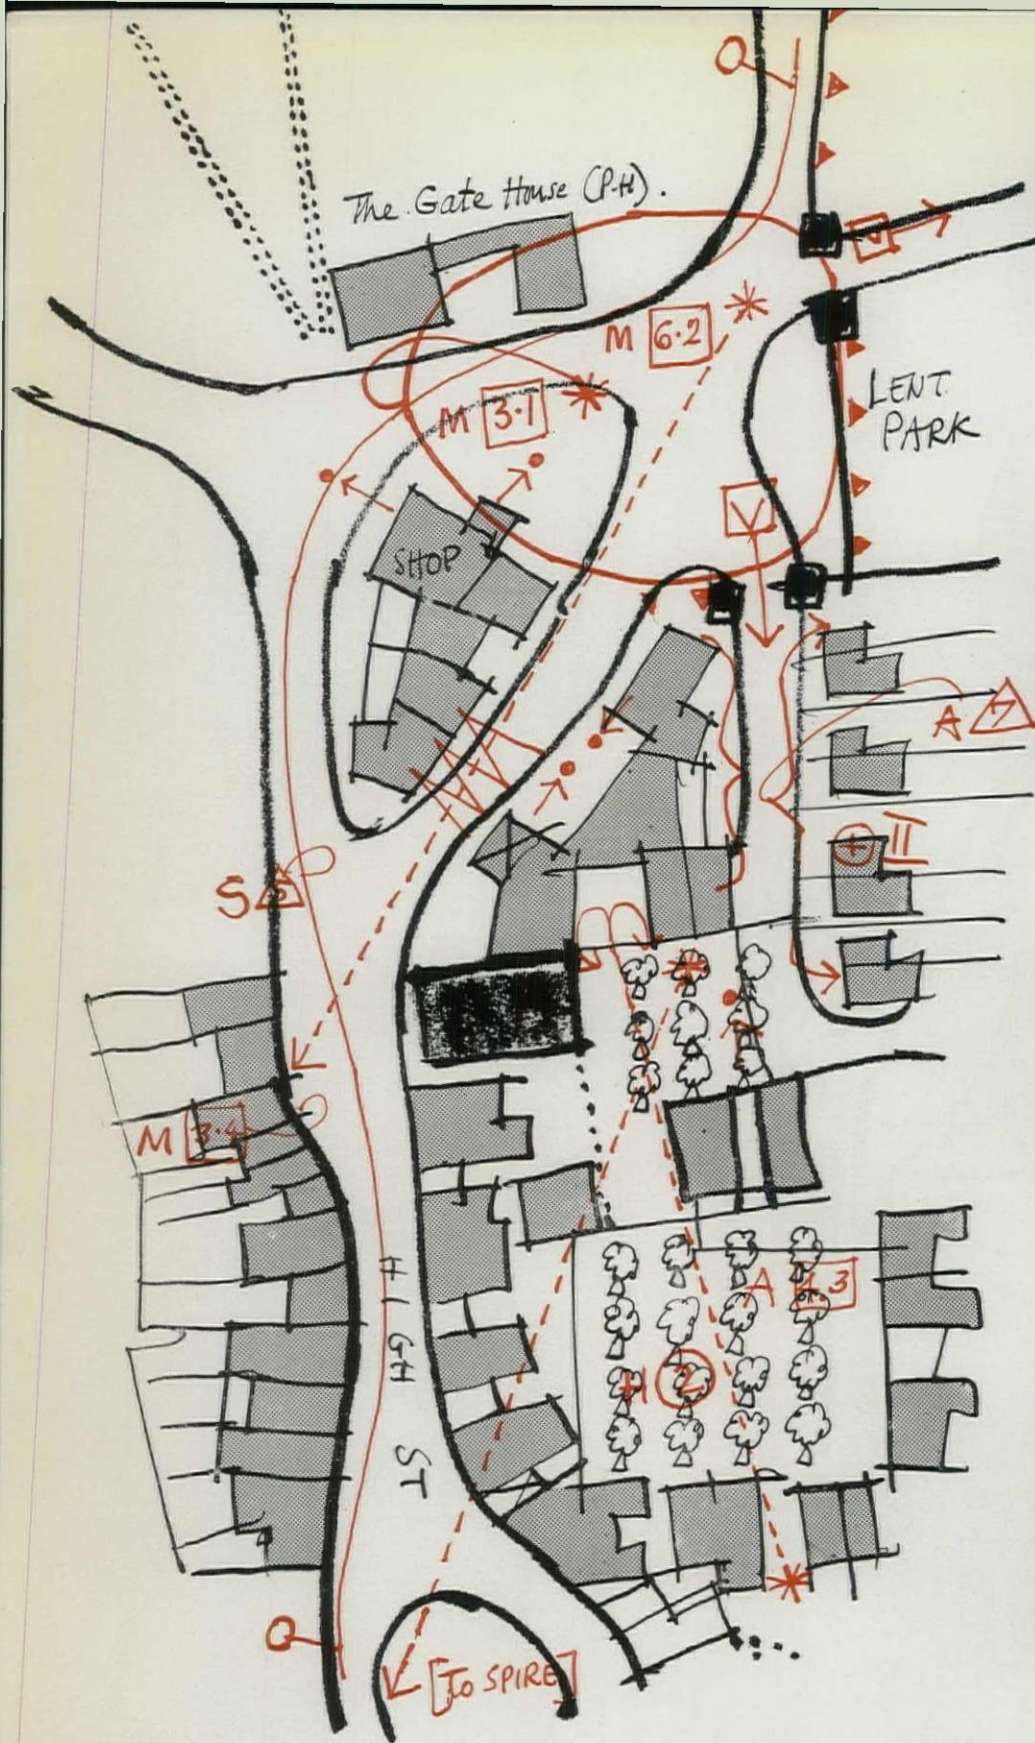 The Gate House (P.H).
M 6.2
M 3.1
LENT
PARK
V
SHOP
A 7
S
II
M 3.4
HIGH ST
A 4.3
H 2
[TO SPIRE]